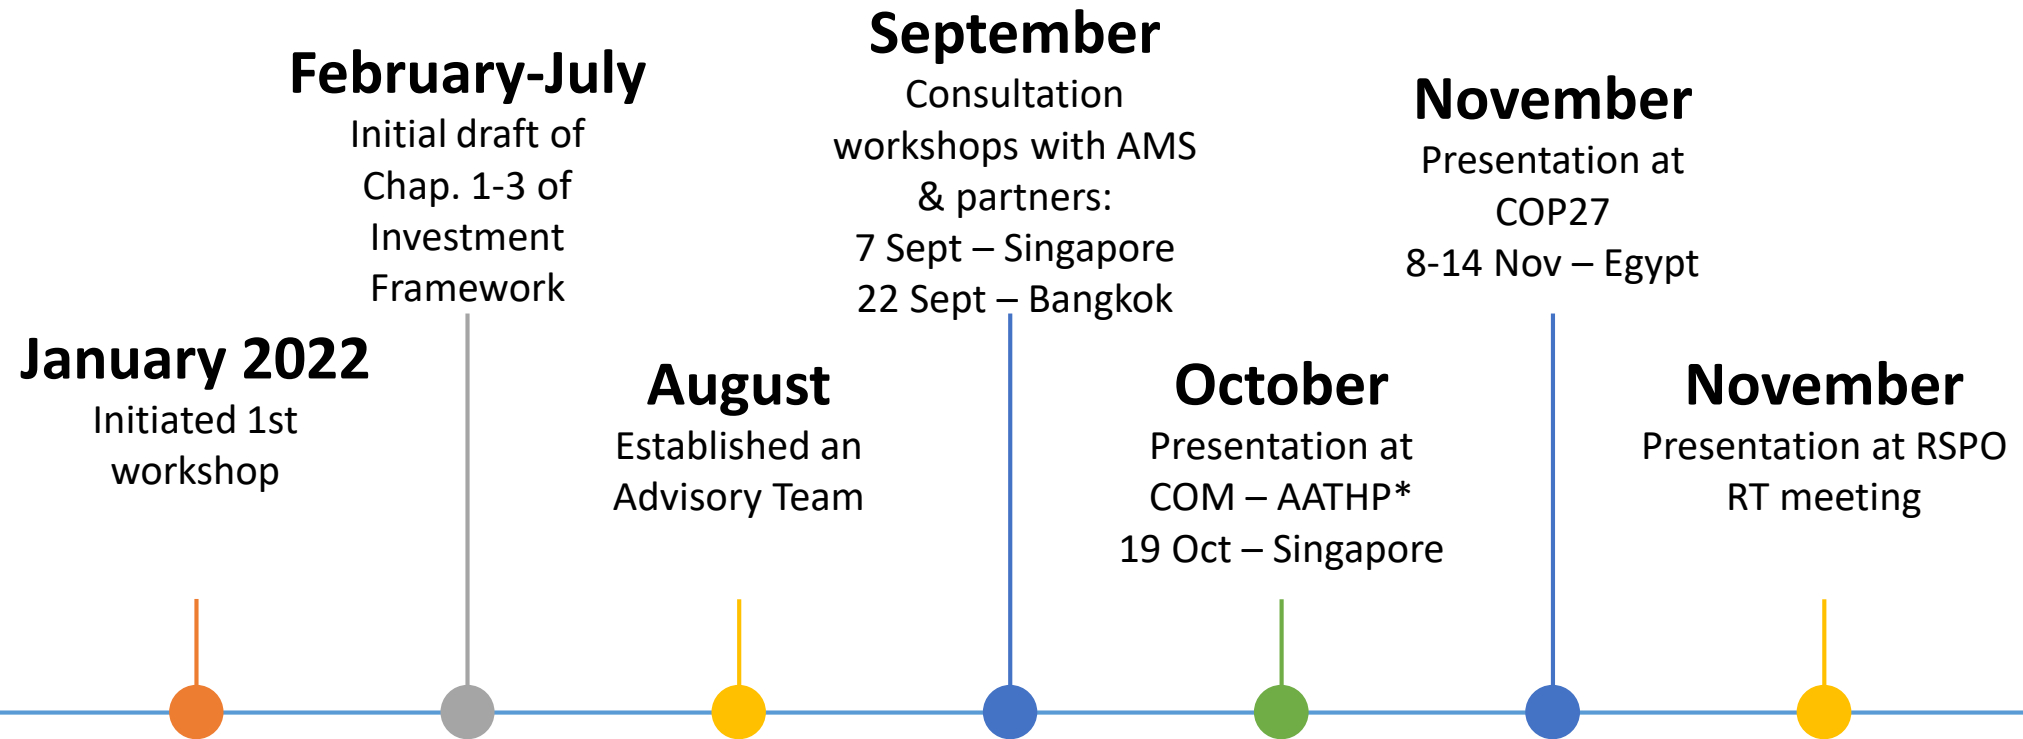 January 2022
Initiated 1st
workshop
February-July
Initial draft of
Chap. 1-3 of
Investment
Framework
August
Established an
Advisory Team
September
Consultation
workshops with AMS
& partners:
7 Sept – Singapore
22 Sept – Bangkok
October
Presentation at
COM – AATHP*
19 Oct – Singapore
November
Presentation at
COP27
8-14 Nov – Egypt
November
Presentation at RSPO
RT meeting